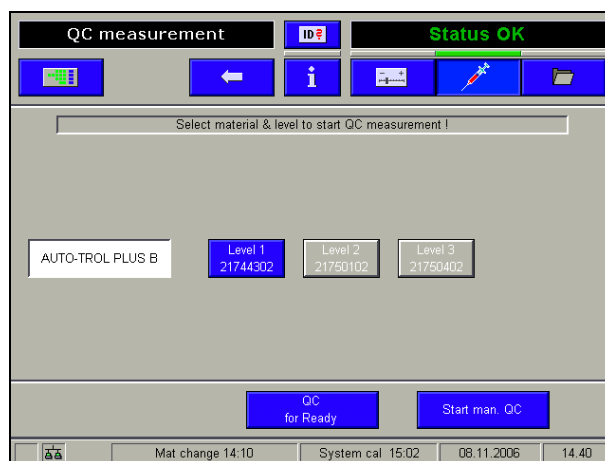 QC measurement
ID?
Status OK
i
Select material & level to start QC measurement !
AUTO-TROL PLUS B
Level 1
21744302
Level 2
21750102
Level 3
21750402
QC
for Ready
Start man. QC
Mat change 14:10
System cal 15:02
08.11.2006
14.40